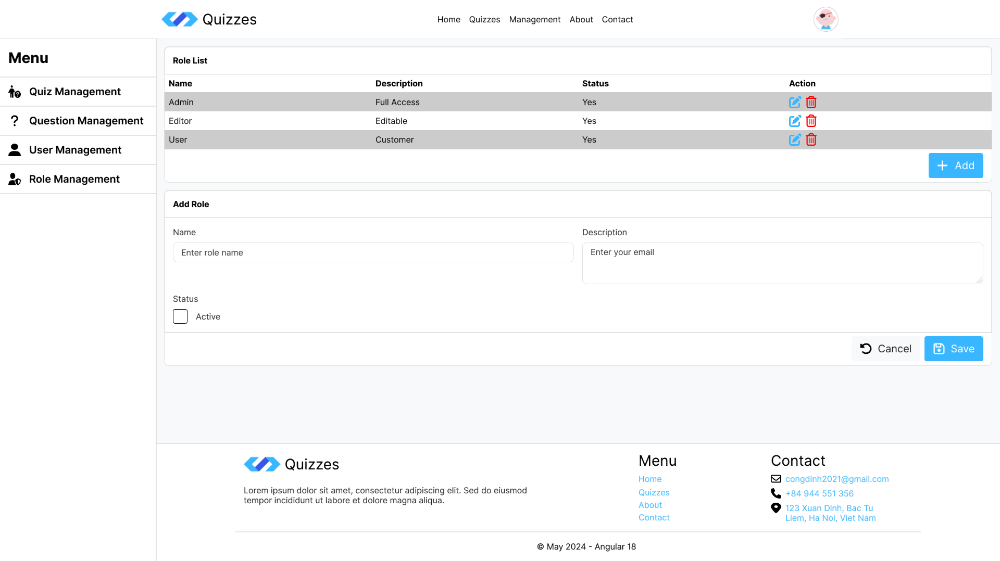 Quizzes
Home Quizzes Management About Contact
Menu
Quiz Management
Question Management
User Management
Role Management
Role List
Name Description Status Action
Admin Full Access Yes
Editor Editable Yes
User Customer Yes
Add
Add Role
Name Description
Enter role name Enter your email
Status
Active
Cancel Save
Quizzes
Lorem ipsum dolor sit amet, consectetur adipiscing elit. Sed do eiusmod
tempor incididunt ut labore et dolore magna aliqua.
Menu
Home
Quizzes
About
Contact
Contact
congdinh2021@gmail.com
+84 944 551 356
123 Xuan Dinh, Bac Tu
Liem, Ha Noi, Viet Nam
© May 2024 - Angular 18